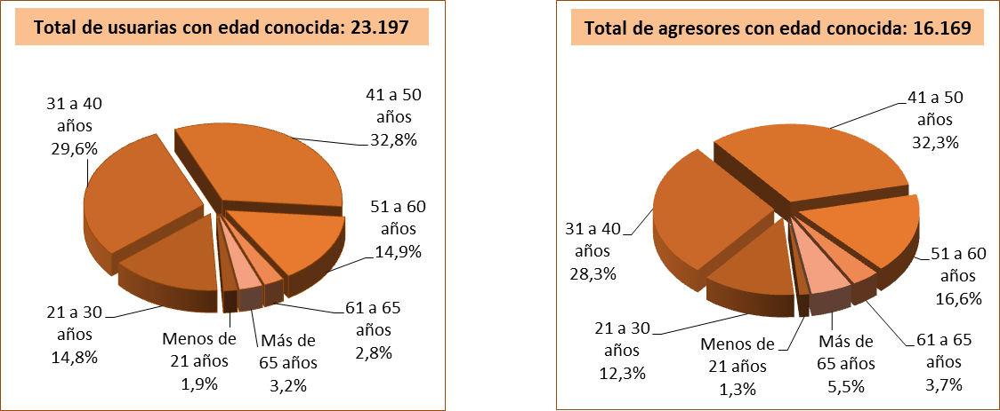 Total de usuarias con edad conocida: 23.197
41 a 50
años
32,8%
31 a 40
años
29,6%
51 a 60
años
14,9%
21 a 30
años
14,8%
Menos de
21 años
1,9%
Más de
65 años
3,2%
61 a 65
años
2,8%
Total de agresores con edad conocida: 16.169
41 a 50
años
32,3%
31 a 40
años
28,3%
51 a 60
años
16,6%
21 a 30
años
12,3%
Menos de
21 años
1,3%
Más de
65 años
5,5%
61 a 65
años
3,7%